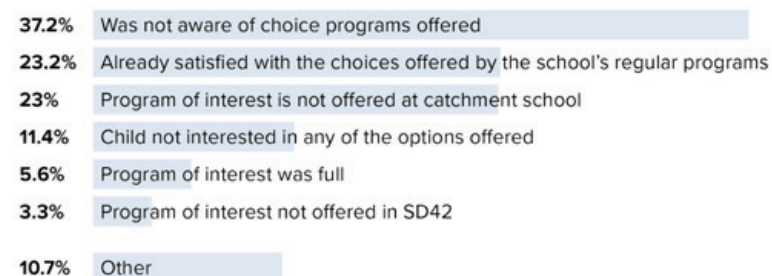 37.2% Was not aware of choice programs offered
23.2% Already satisfied with the choices offered by the school's regular programs
23% Program of interest is not offered at catchment school
11.4% Child not interested in any of the options offered
5.6% Program of interest was full
3.3% Program of interest not offered in SD42
10.7% Other